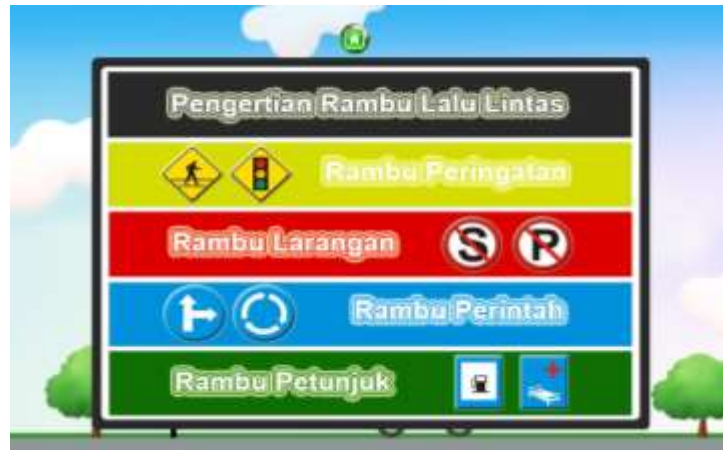 Pengertian Rambu Lalu Lintas
Rambu Peringatan
Rambu Larangan
S P
Rambu Perintah
Rambu Petunjuk